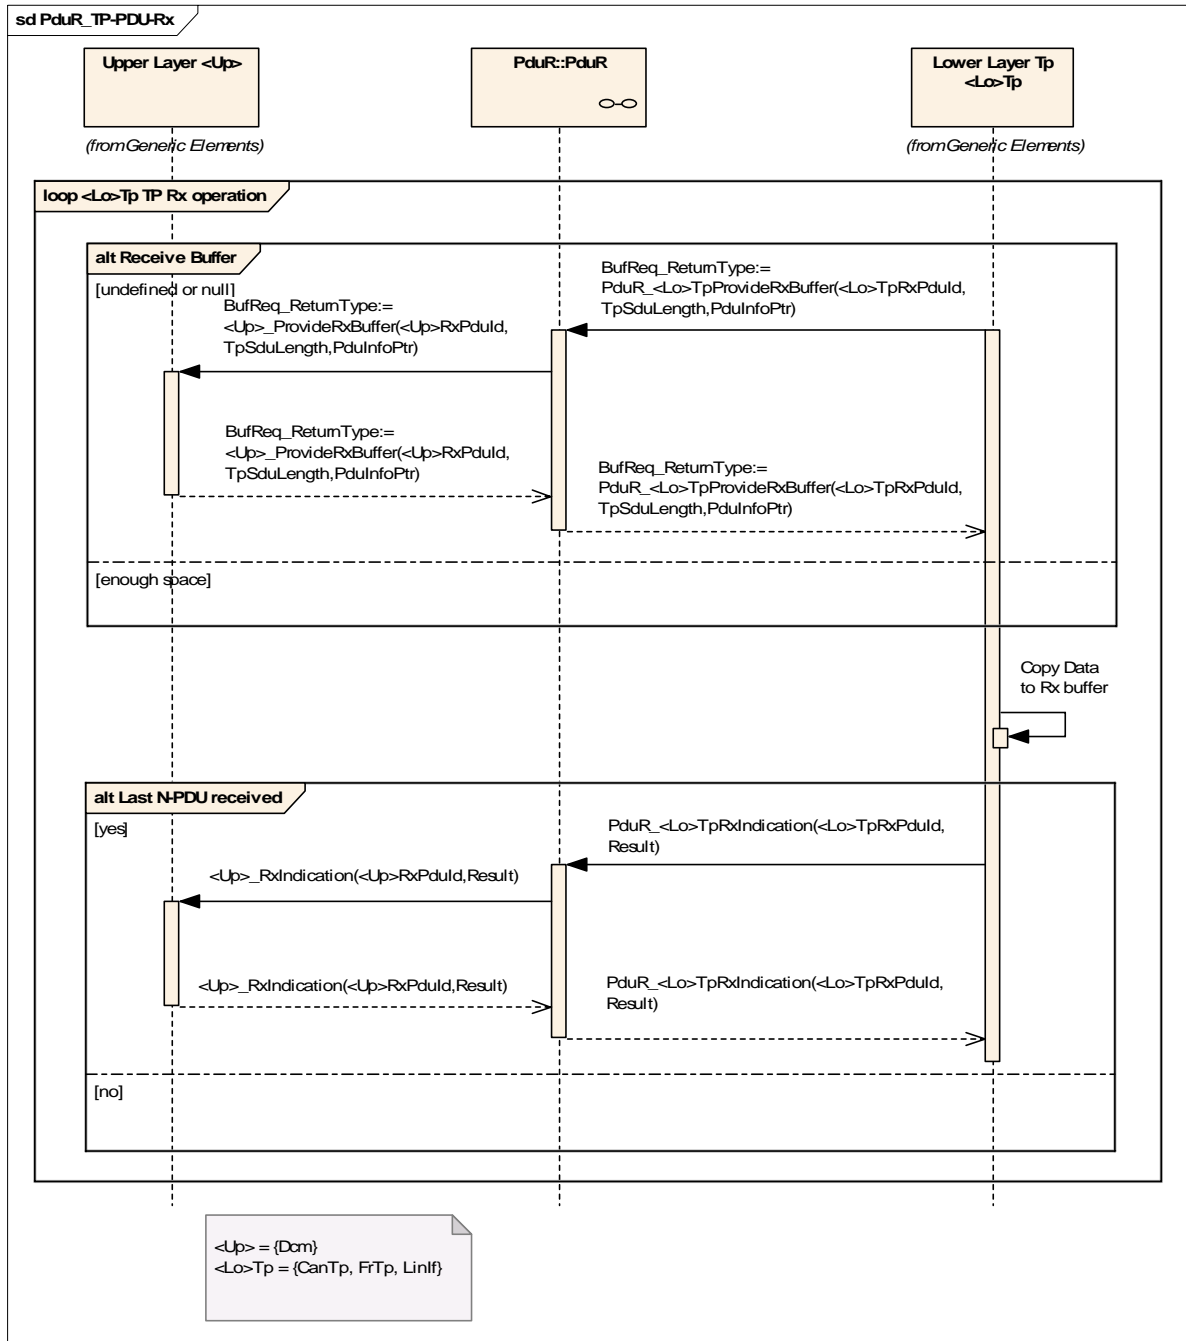 sd PduR_TP-PDU-Rx
Upper Layer <Up>
PduR::PduR
Lower Layer Tp
<Lo>Tp
(from Generic Elements)
(from Generic Elements)
loop <Lo>Tp TP Rx operation
alt Receive Buffer
[undefined or null]
BufReq_ReturnType:=
PduR_<Lo>TpProvideRxBuffer(<Lo>TpRxPduId,
TpSduLength,PduInfoPtr)
BufReq_ReturnType:=
<Up>_ProvideRxBuffer(<Up>RxPduId,
TpSduLength,PduInfoPtr)
BufReq_ReturnType:=
<Up>_ProvideRxBuffer(<Up>RxPduId,
TpSduLength,PduInfoPtr)
BufReq_ReturnType:=
PduR_<Lo>TpProvideRxBuffer(<Lo>TpRxPduId,
TpSduLength,PduInfoPtr)
[enough space]
Copy Data
to Rx buffer
alt Last N-PDU received
[yes]
PduR_<Lo>TpRxIndication(<Lo>TpRxPduId,
Result)
<Up>_RxIndication(<Up>RxPduId,Result)
<Up>_RxIndication(<Up>RxPduId,Result)
PduR_<Lo>TpRxIndication(<Lo>TpRxPduId,
Result)
[no]
<Up> = {Dcm}
<Lo>Tp = {CanTp, FrTp, LinIf}